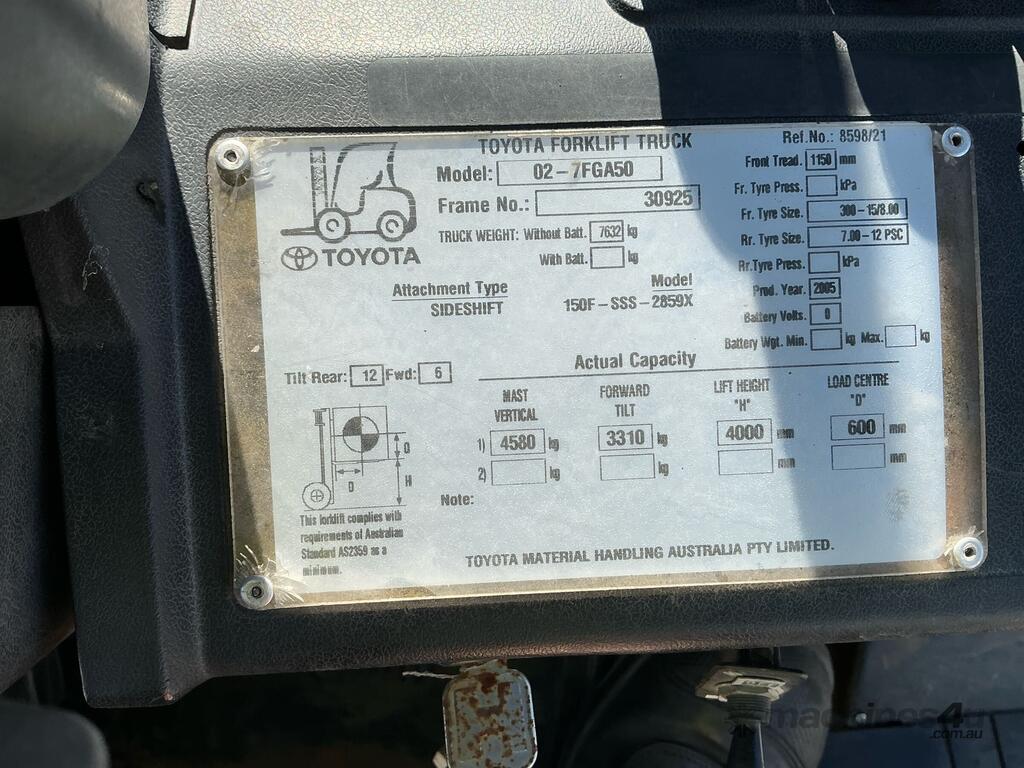 TOYOTA FORKLIFT TRUCK
Ref.No.: 8598/21
Model: 02-7FGA50
Frame No.: 30925
TRUCK WEIGHT: Without Batt. 7632 kg
With Batt. kg
TOYOTA
Attachment Type Model
SIDESHIFT 150F-SSS-2859X
Front Tread. 1150 mm
Fr. Tyre Press. kPa
Fr. Tyre Size. 300-15/8.00
Rr. Tyre Size. 7.00-12 PSC
Rr. Tyre Press. kPa
Prod. Year. 2005
Battery Volts. 0
Battery Wgt. Min. kg Max. kg
Actual Capacity
Tilt Rear: 12 Fwd: 6
MAST VERTICAL FORWARD TILT LIFT HEIGHT "H" LOAD CENTRE "D"
1) 4580 kg 3310 kg 4000 mm 600 mm
2) kg kg mm mm
Note:
D
G
H
This forklift complies with
requirements of Australian
Standard AS2359 as a
minimum.
TOYOTA MATERIAL HANDLING AUSTRALIA PTY LIMITED.
machines4u
.com.au